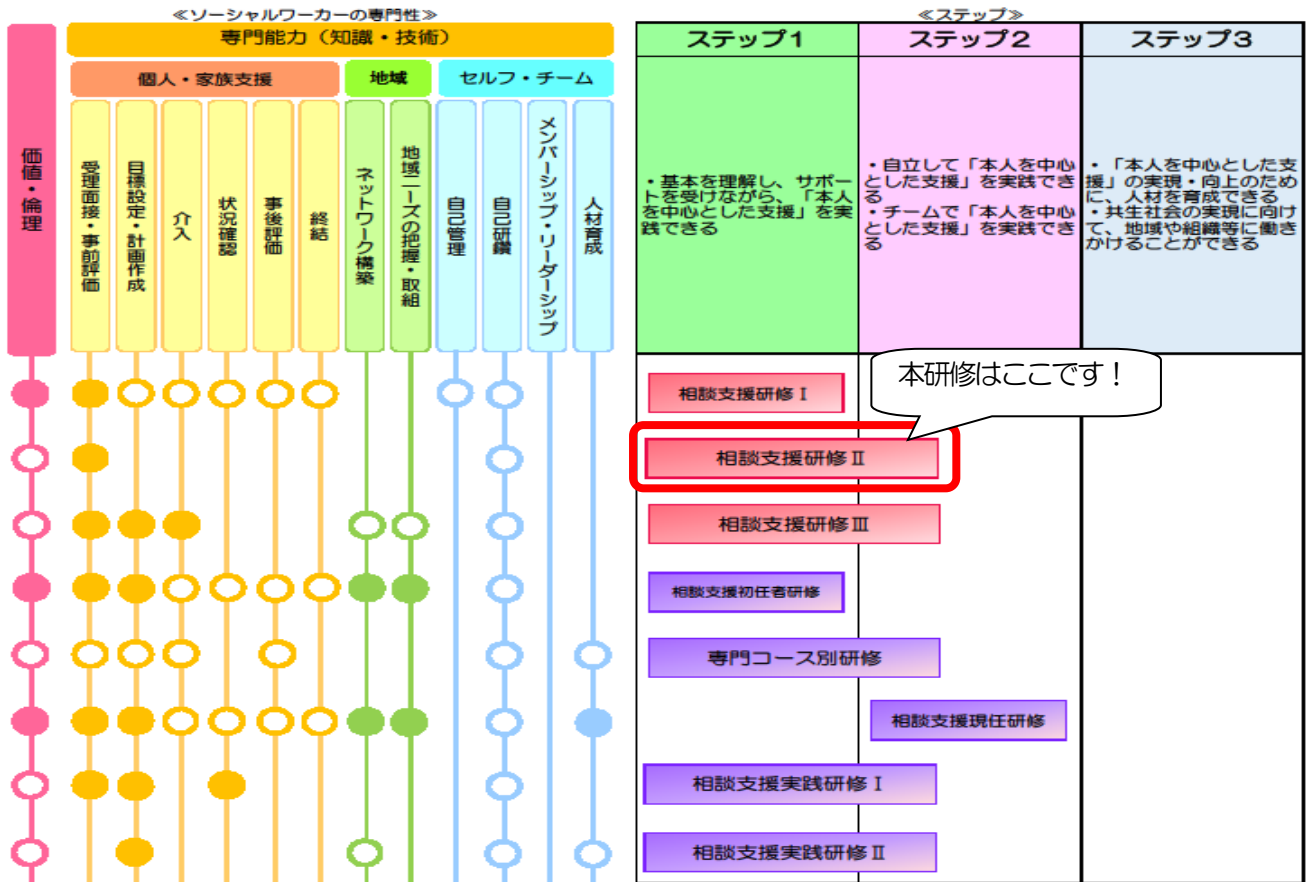 ≪ソーシャルワーカーの専門性≫
≪ステップ≫
価値・倫理
専門能力（知識・技術）
個人・家族支援
地域
セルフ・チーム
受理面接・事前評価
目標設定・計画作成
介入
状況確認
事後評価
終結
ネットワーク構築
地域ニーズの把握・取組
自己管理
自己研鑽
メンバーシップ・リーダーシップ
人材育成
ステップ1
ステップ2
ステップ3
・基本を理解し、サポー
トを受けながら、「本人
を中心とした支援」を実
践できる
・自立して「本人を中心
とした支援」を実践でき
る
・チームで「本人を中心
とした支援」を実践でき
る
・「本人を中心とした支
援」の実現・向上のため
に、人材を育成できる
・共生社会の実現に向け
て、地域や組織等に働き
かけることができる
本研修はここです！
相談支援研修Ⅰ
相談支援研修Ⅱ
相談支援研修Ⅲ
相談支援初任者研修
専門コース別研修
相談支援現任研修
相談支援実践研修Ⅰ
相談支援実践研修Ⅱ